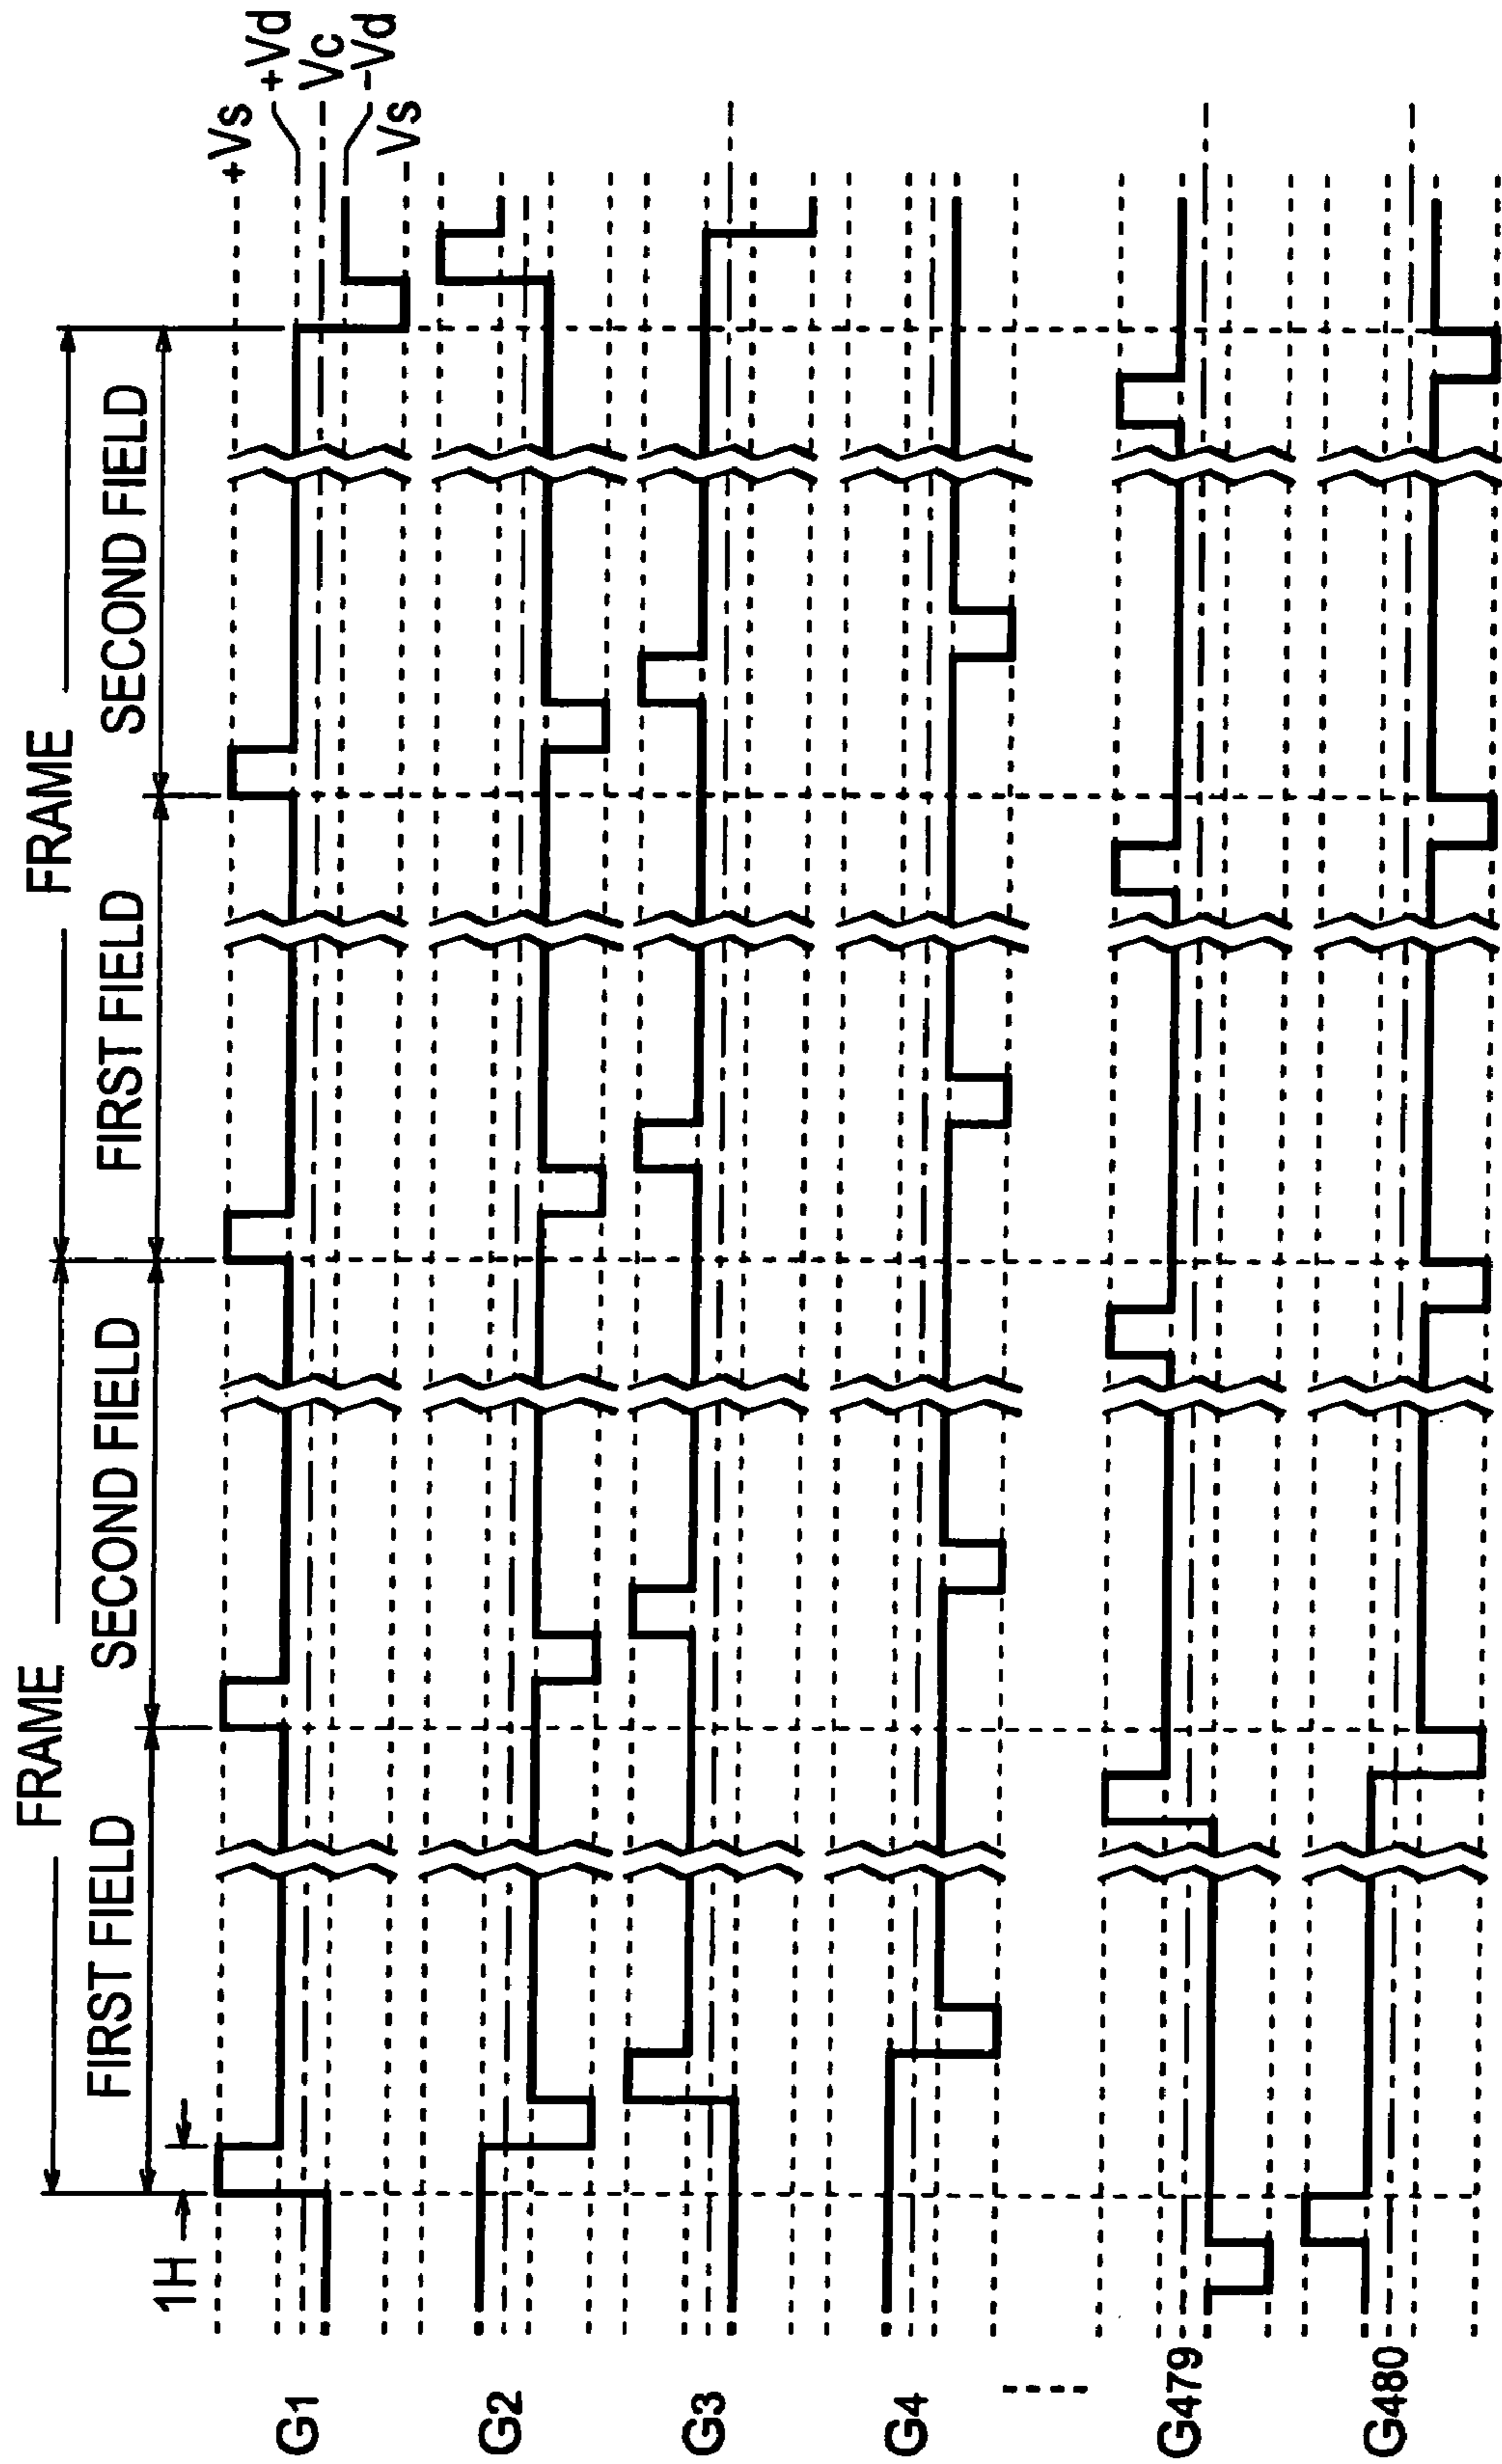 FRAME
FRAME
FIRST FIELD
SECOND FIELD
FIRST FIELD
SECOND FIELD
1H
+Vs
+Vd
Vc
-Vd
-Vs
G1
G2
G3
G4
G479
G480